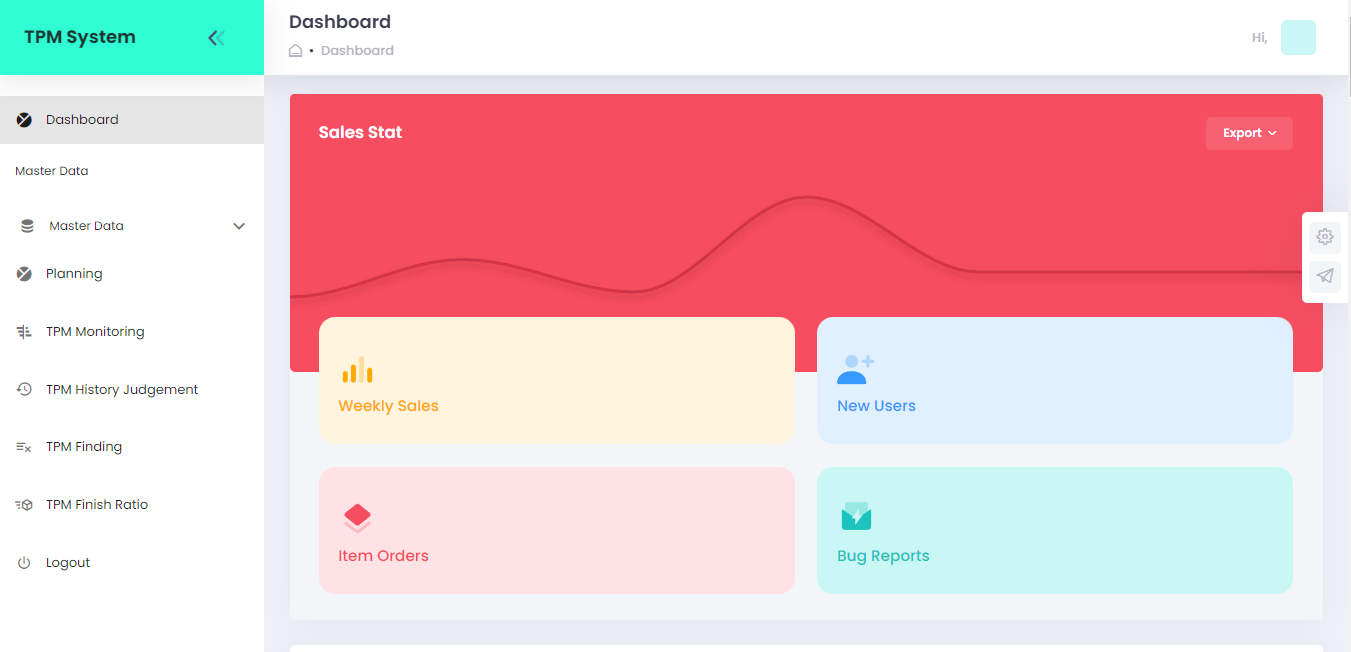 TPM System
Dashboard
Dashboard
Hi,
Dashboard
Master Data
Master Data
Planning
TPM Monitoring
TPM History Judgement
TPM Finding
TPM Finish Ratio
Logout
Sales Stat
Export
Weekly Sales
New Users
Item Orders
Bug Reports